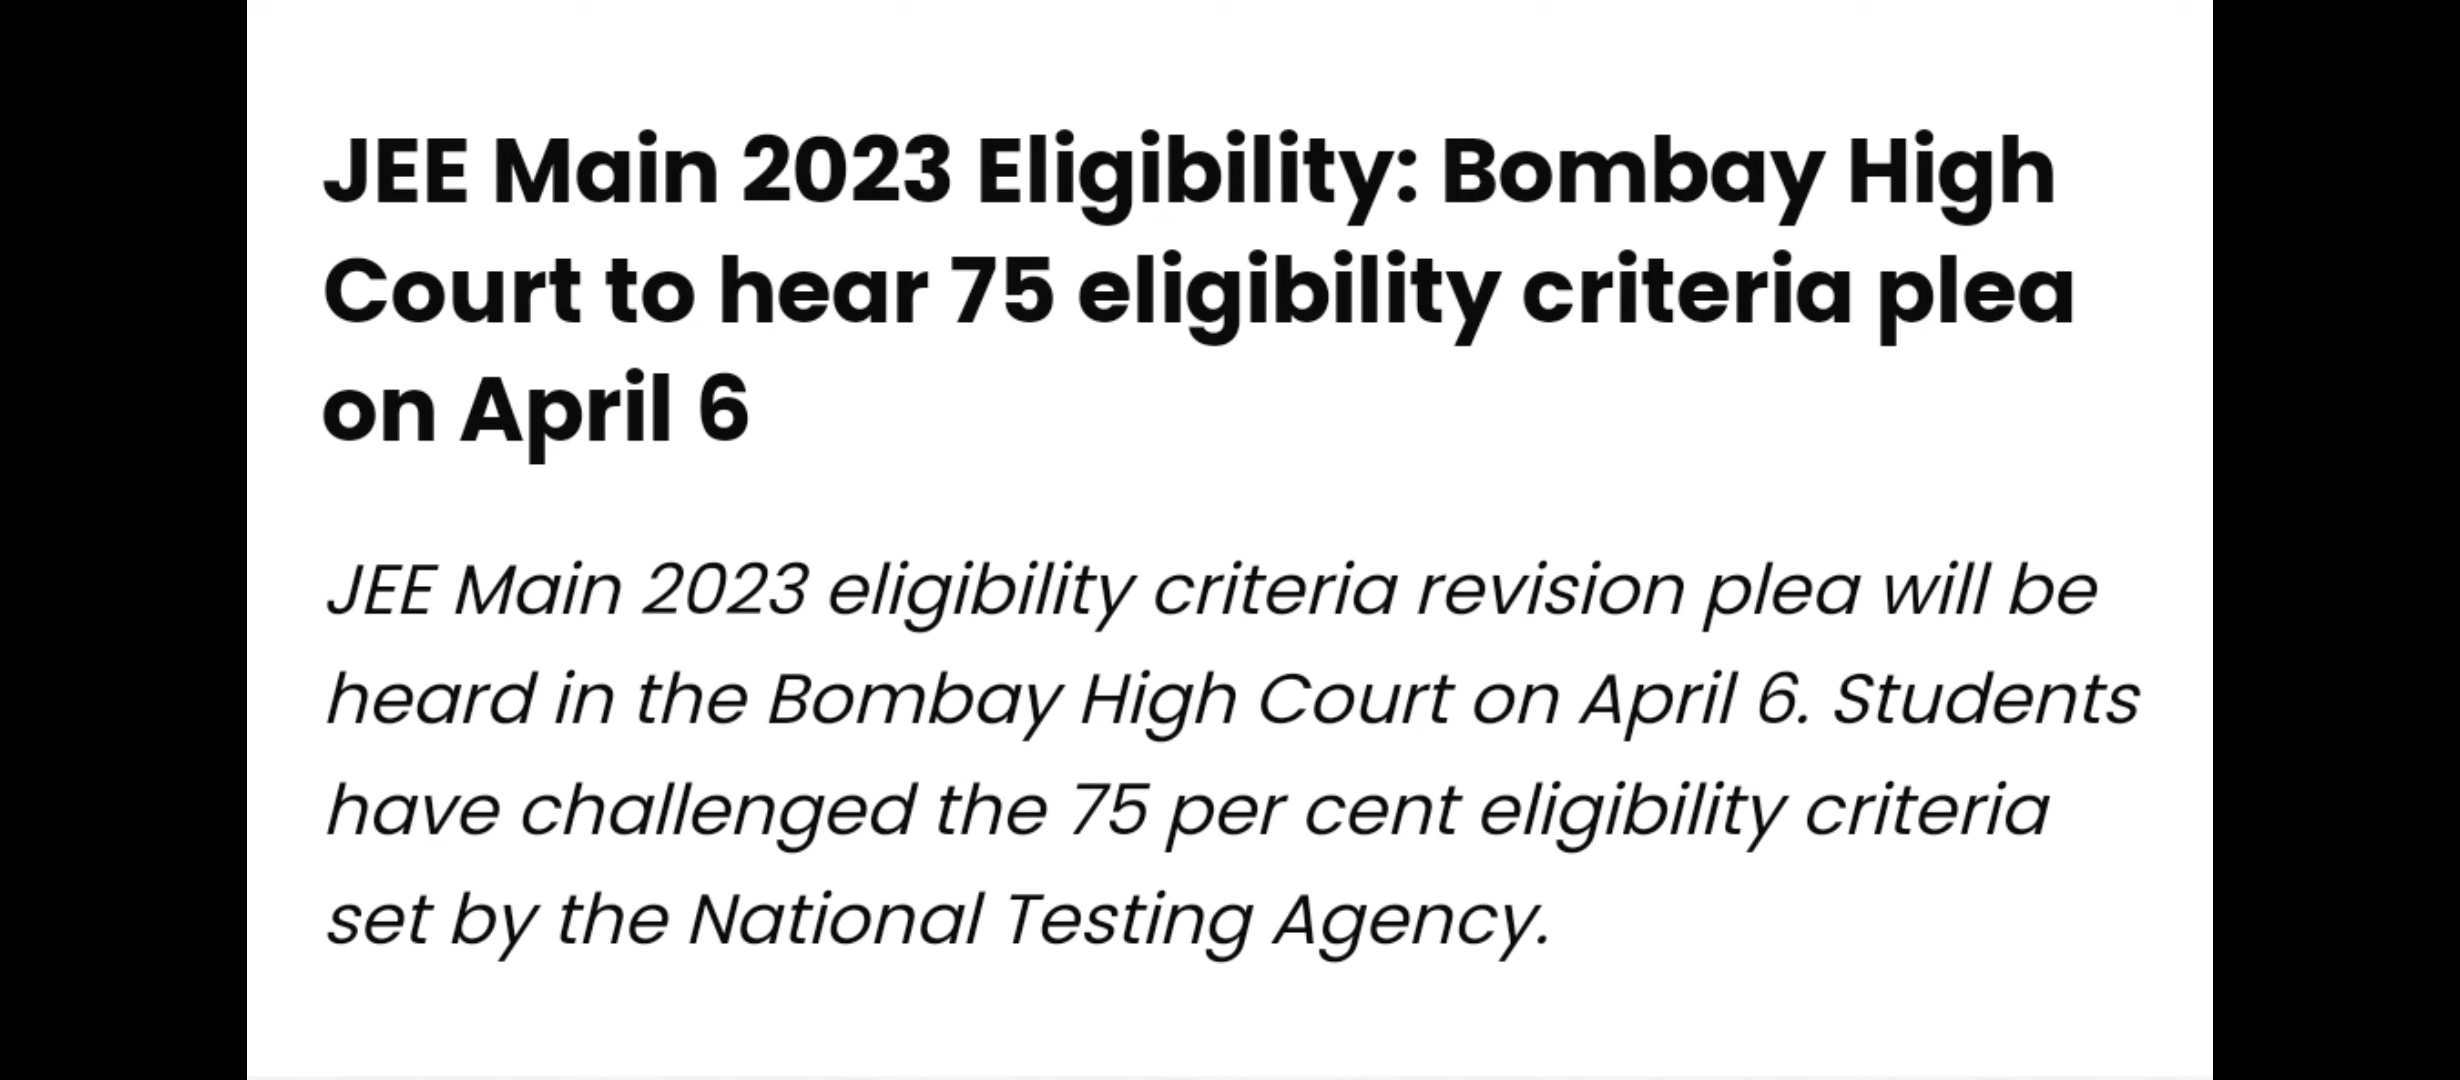 JEE Main 2023 Eligibility: Bombay High
Court to hear 75 eligibility criteria plea
on April 6
JEE Main 2023 eligibility criteria revision plea will be
heard in the Bombay High Court on April 6. Students
have challenged the 75 per cent eligibility criteria
set by the National Testing Agency.